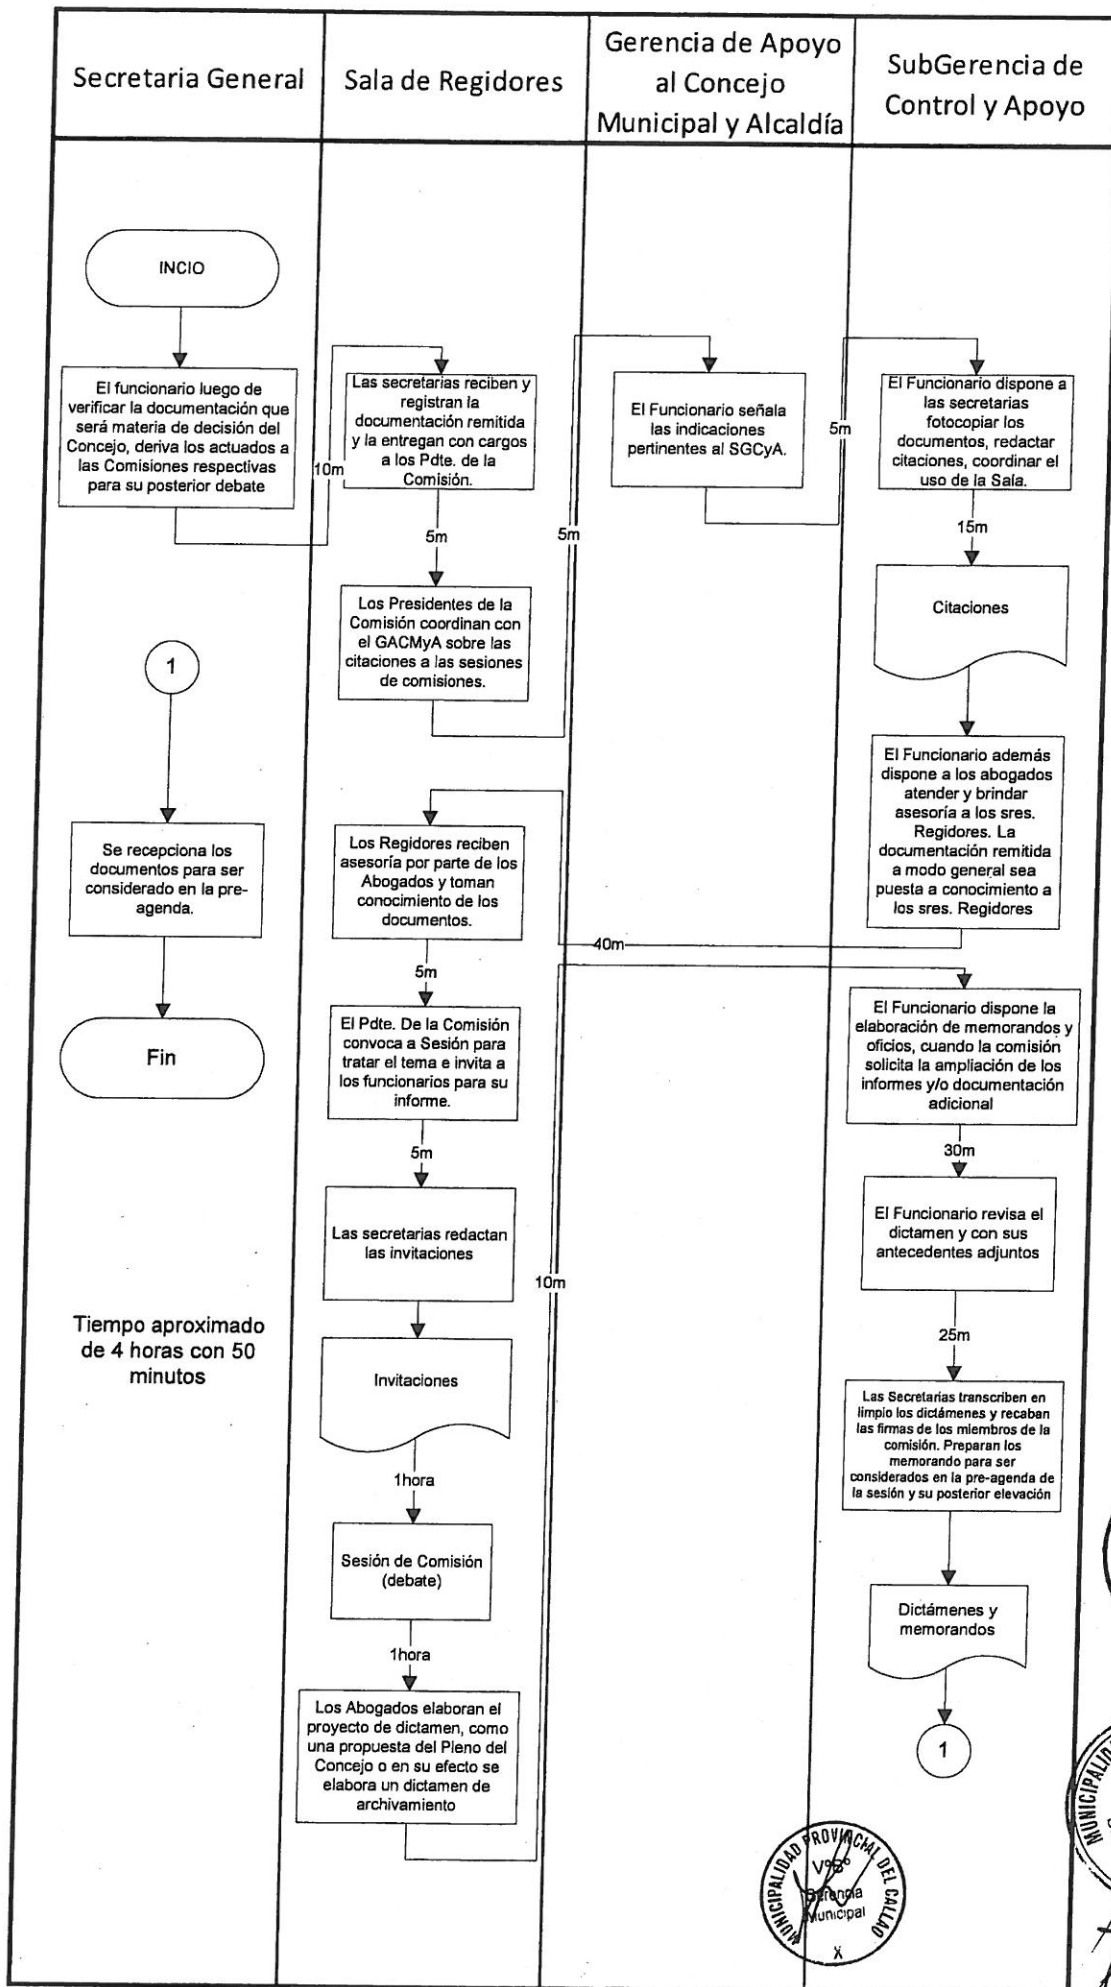 Secretaria General
Sala de Regidores
Gerencia de Apoyo
al Concejo
Municipal y Alcaldía
SubGerencia de
Control y Apoyo
INCIO
El funcionario luego de
verificar la documentación que
será materia de decisión del
Concejo, deriva los actuados a
las Comisiones respectivas
para su posterior debate
10m
Las secretarias reciben y
registran la
documentación remitida
y la entregan con cargos
a los Pdte. de la
Comisión.
5m
Los Presidentes de la
Comisión coordinan con
el GACMyA sobre las
citaciones a las sesiones
de comisiones.
5m
El Funcionario señala
las indicaciones
pertinentes al SGCyA.
5m
El Funcionario dispone a
las secretarias
fotocopiar los
documentos, redactar
citaciones, coordinar el
uso de la Sala.
15m
Citaciones
El Funcionario además
dispone a los abogados
atender y brindar
asesoría a los sres.
Regidores. La
documentación remitida
a modo general sea
puesta a conocimiento a
los sres. Regidores
40m
Los Regidores reciben
asesoría por parte de los
Abogados y toman
conocimiento de los
documentos.
5m
El Pdte. De la Comisión
convoca a Sesión para
tratar el tema e invita a
los funcionarios para su
informe.
5m
Las secretarias redactan
las invitaciones
Invitaciones
1hora
Sesión de Comisión
(debate)
1hora
Los Abogados elaboran el
proyecto de dictamen, como
una propuesta del Pleno del
Concejo o en su efecto se
elabora un dictamen de
archivamiento
10m
El Funcionario dispone la
elaboración de memorandos y
oficios, cuando la comisión
solicita la ampliación de los
informes y/o documentación
adicional
30m
El Funcionario revisa el
dictamen y con sus
antecedentes adjuntos
25m
Las Secretarias transcriben en
limpio los dictámenes y recaban
las firmas de los miembros de la
comisión. Preparan los
memorando para ser
considerados en la pre-agenda de
la sesión y su posterior elevación
Dictámenes y
memorandos
1
1
Se recepciona los
documentos para ser
considerado en la pre-
agenda.
Fin
Tiempo aproximado
de 4 horas con 50
minutos
MUNICIPALIDAD PROVINCIAL DEL CALLAO
V°B°
Gerencia
Municipal
X
MUNICIPALID